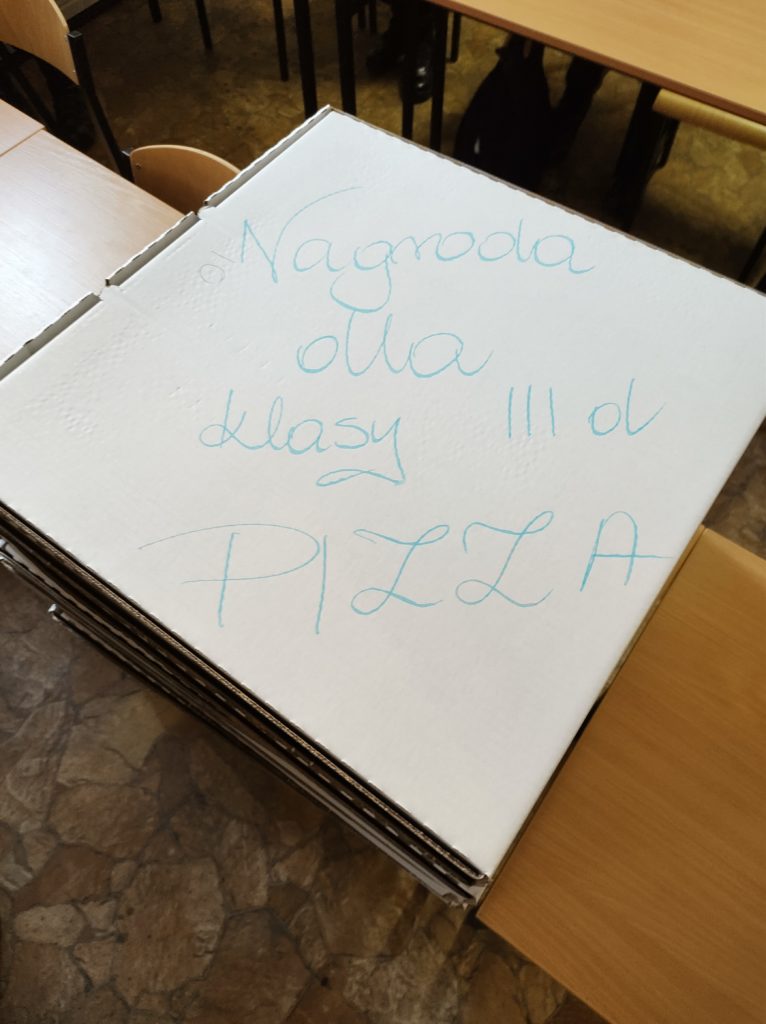 Nagroda
dla
klasy III d
PIZZA